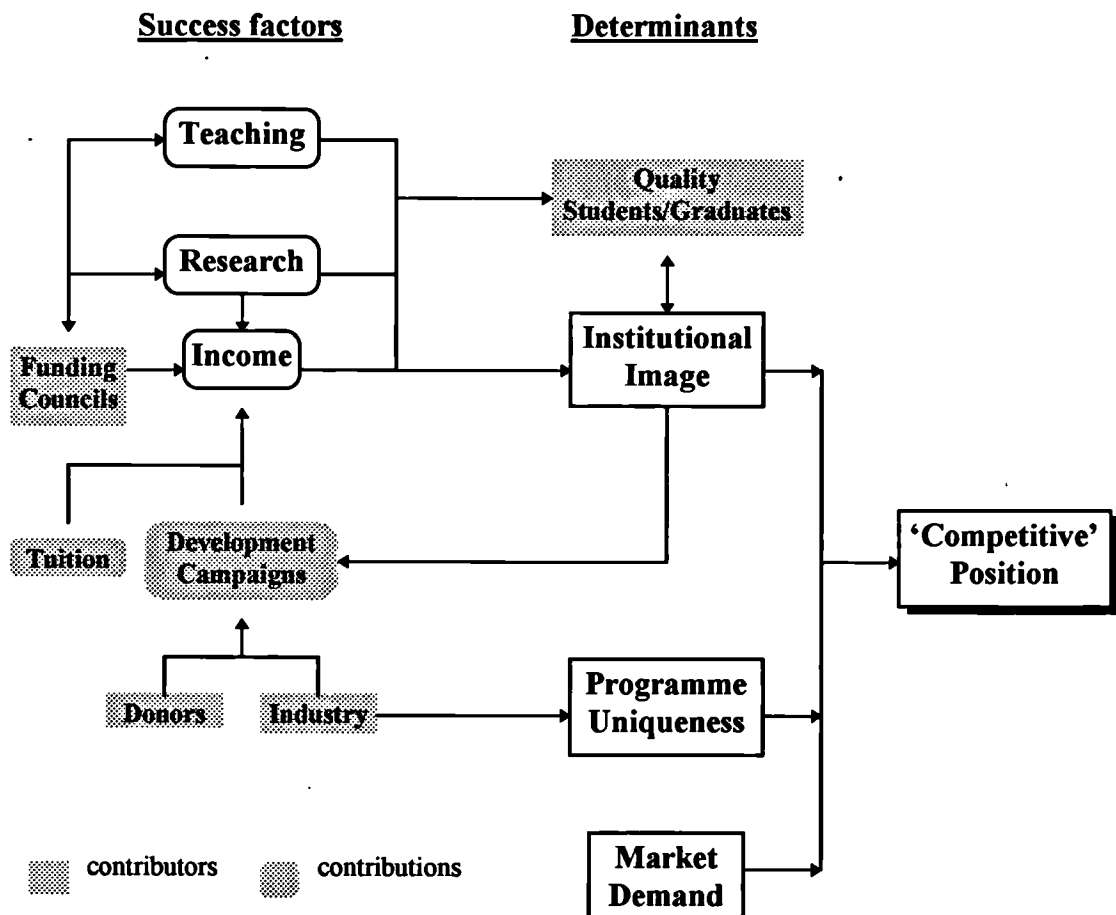 Success factors
Determinants
Teaching
Quality
Students/Graduates
Research
Income
Institutional
Image
Funding
Councils
‘Competitive’
Position
Tuition
Development
Campaigns
Programme
Uniqueness
Donors
Industry
Market
Demand
contributors
contributions